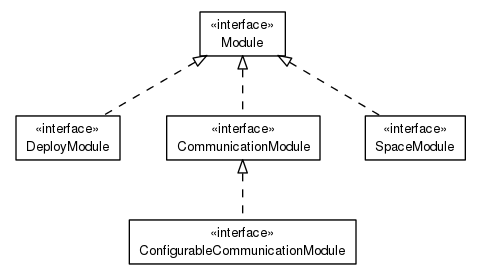 «interface»
Module
«interface»
DeployModule
«interface»
CommunicationModule
«interface»
SpaceModule
«interface»
ConfigurableCommunicationModule